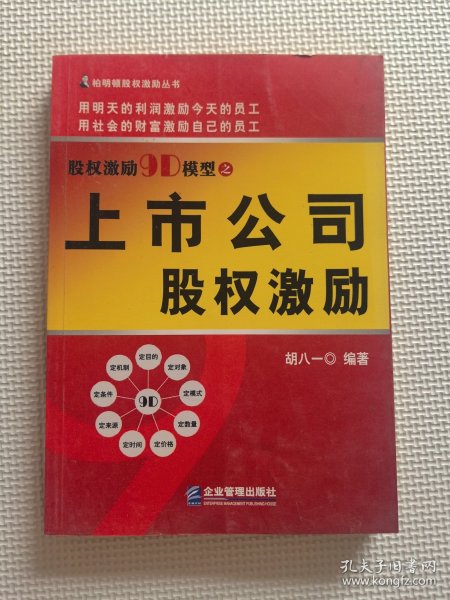 柏明顿股权激励丛书
用明天的利润激励今天的员工
用社会的财富激励自己的员工
股权激励9D模型之
上市公司
股权激励
胡八一◎ 编著
定目的
定机制
定对象
定条件
定模式
9D
定来源
定数量
定时间
定价格
企业管理出版社
ENTERPRISE MANAGEMENT PUBLISHING HOUSE
孔夫子旧书网
www.kongfz.com